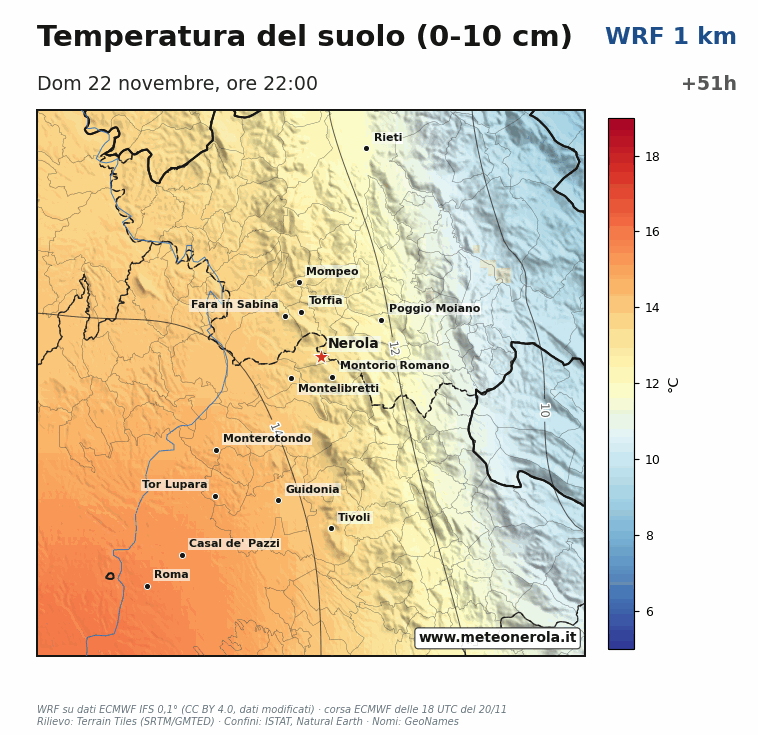 Temperatura del suolo (0-10 cm)
WRF 1 km
Dom 22 novembre, ore 22:00
+51h
Rieti
Mompeo
Toffia
Fara in Sabina
Poggio Moiano
Nerola
12
Montorio Romano
Montelibretti
10
14
Monterotondo
Tor Lupara
Guidonia
Tivoli
Casal de' Pazzi
Roma
www.meteonerola.it
18
16
14
12
10
8
6
°C
WRF su dati ECMWF IFS 0,1° (CC BY 4.0, dati modificati) · corsa ECMWF delle 18 UTC del 20/11
Rilievo: Terrain Tiles (SRTM/GMTED) · Confini: ISTAT, Natural Earth · Nomi: GeoNames